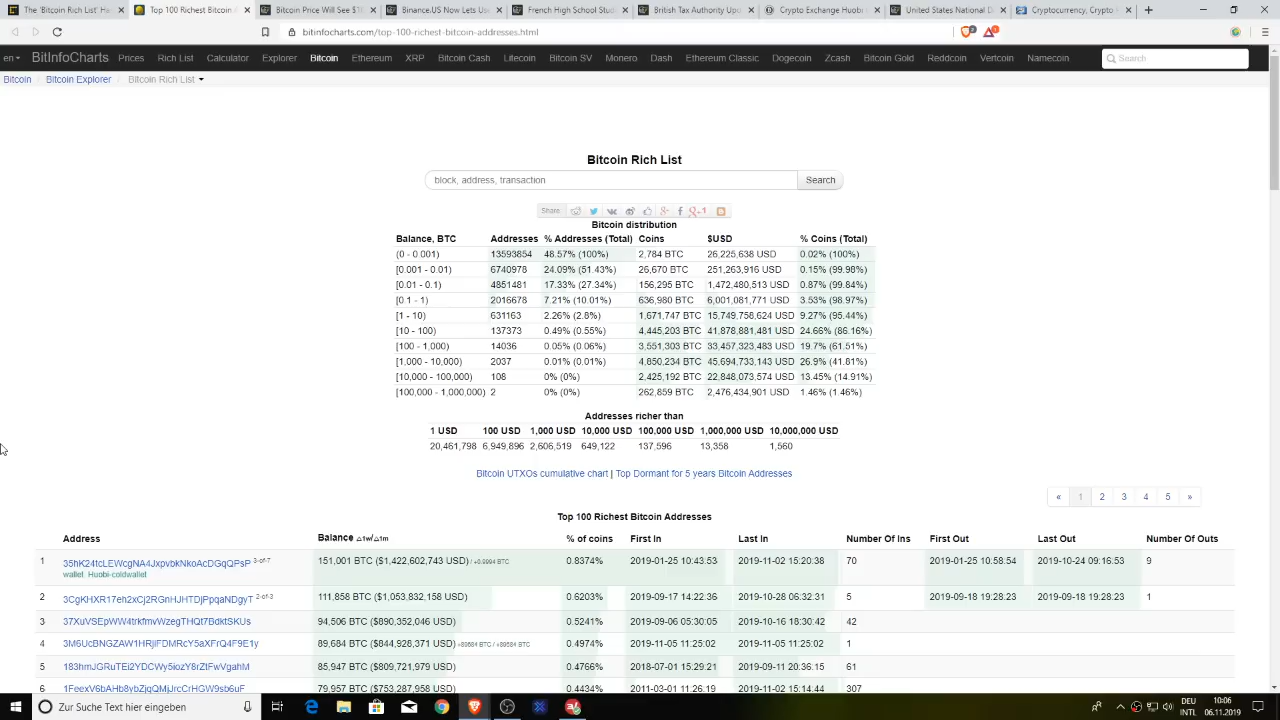 The 'Bitcoin Rich List' H
Top 100 Richest Bitcoin A
Bitcoin Price Will See $1
Binance.US Now Lets Use
French High School Studi
British Tax Authority Up
Crypto Exchange Huobi
United States National D
Cryptocurrency, Crypto
bitinfocharts.com/top-100-richest-bitcoin-addresses.html
en BitInfoCharts Prices Rich List Calculator Explorer Bitcoin Ethereum XRP Bitcoin Cash Litecoin Bitcoin SV Monero Dash Ethereum Classic Dogecoin Zcash Bitcoin Gold Reddcoin Vertcoin Namecoin Search
Bitcoin / Bitcoin Explorer / Bitcoin Rich List
Bitcoin Rich List
block, address, transaction Search
Share
Bitcoin distribution
Balance, BTC Addresses % Addresses (Total) Coins $USD % Coins (Total)
(0 - 0.001) 13593854 48.57% (100%) 2,784 BTC 26,225,638 USD 0.02% (100%)
[0.001 - 0.01) 6740978 24.09% (51.43%) 26,670 BTC 251,263,916 USD 0.15% (99.98%)
[0.01 - 0.1) 4851481 17.33% (27.34%) 156,295 BTC 1,472,480,513 USD 0.87% (99.84%)
[0.1 - 1) 2016678 7.21% (10.01%) 636,980 BTC 6,001,081,771 USD 3.53% (98.97%)
[1 - 10) 631163 2.26% (2.8%) 1,671,747 BTC 15,749,758,624 USD 9.27% (95.44%)
[10 - 100) 137373 0.49% (0.55%) 4,445,203 BTC 41,878,881,481 USD 24.66% (86.16%)
[100 - 1,000) 14036 0.05% (0.06%) 3,551,303 BTC 33,457,323,483 USD 19.7% (61.51%)
[1,000 - 10,000) 2037 0.01% (0.01%) 4,850,234 BTC 45,694,733,143 USD 26.9% (41.81%)
[10,000 - 100,000) 108 0% (0%) 2,425,192 BTC 22,848,073,574 USD 13.45% (14.91%)
[100,000 - 1,000,000) 2 0% (0%) 262,859 BTC 2,476,434,901 USD 1.46% (1.46%)
Addresses richer than
1 USD 100 USD 1,000 USD 10,000 USD 100,000 USD 1,000,000 USD 10,000,000 USD
20,461,798 6,949,896 2,606,519 649,122 137,596 13,358 1,560
Bitcoin UTXOs cumulative chart | Top Dormant for 5 years Bitcoin Addresses
« 1 2 3 4 5 »
Top 100 Richest Bitcoin Addresses
Address Balance △1w/△1m % of coins First In Last In Number Of Ins First Out Last Out Number Of Outs
1 35hK24tcLEWcgNA4JxpvbkNkoAcDGqQPsP 3-of-7 151,001 BTC ($1,422,602,743 USD) / +0.9994 BTC 0.8374% 2019-01-25 10:43:53 2019-11-02 15:20:38 70 2019-01-25 10:58:54 2019-10-24 09:16:53 9
wallet: Huobi-coldwallet
2 3CgKHXR17eh2xCj2RGnHJHTDjPpqaNDgyT 2-of-3 111,858 BTC ($1,053,832,158 USD) 0.6203% 2019-09-17 14:22:36 2019-10-28 06:32:31 5 2019-09-18 19:28:23 2019-09-18 19:28:23 1
3 37XuVSEpWW4trkfmvWzegTHQt7BdktSKUs 94,506 BTC ($890,352,046 USD) 0.5241% 2019-09-06 05:30:05 2019-10-16 18:30:42 42
4 3M6UcBNGZAW1HRjiFDMRcY5aXFrQ4F9E1y 89,684 BTC ($844,928,371 USD) +89684 BTC / +89684 BTC 0.4974% 2019-11-05 11:25:02 2019-11-05 11:25:02 1
5 183hmJGRuTEi2YDCWy5iozY8rZtFwVgahM 85,947 BTC ($809,721,979 USD) 0.4766% 2018-07-01 15:29:21 2019-09-11 20:36:15 61
6 1FeexV6bAHb8ybZjqQMjJrcCrHGW9sb6uF 79,957 BTC ($753,287,958 USD) 0.4434% 2011-03-01 11:26:19 2019-11-02 15:14:44 307
Zur Suche Text hier eingeben
DEU
INTL
10:06
06.11.2019